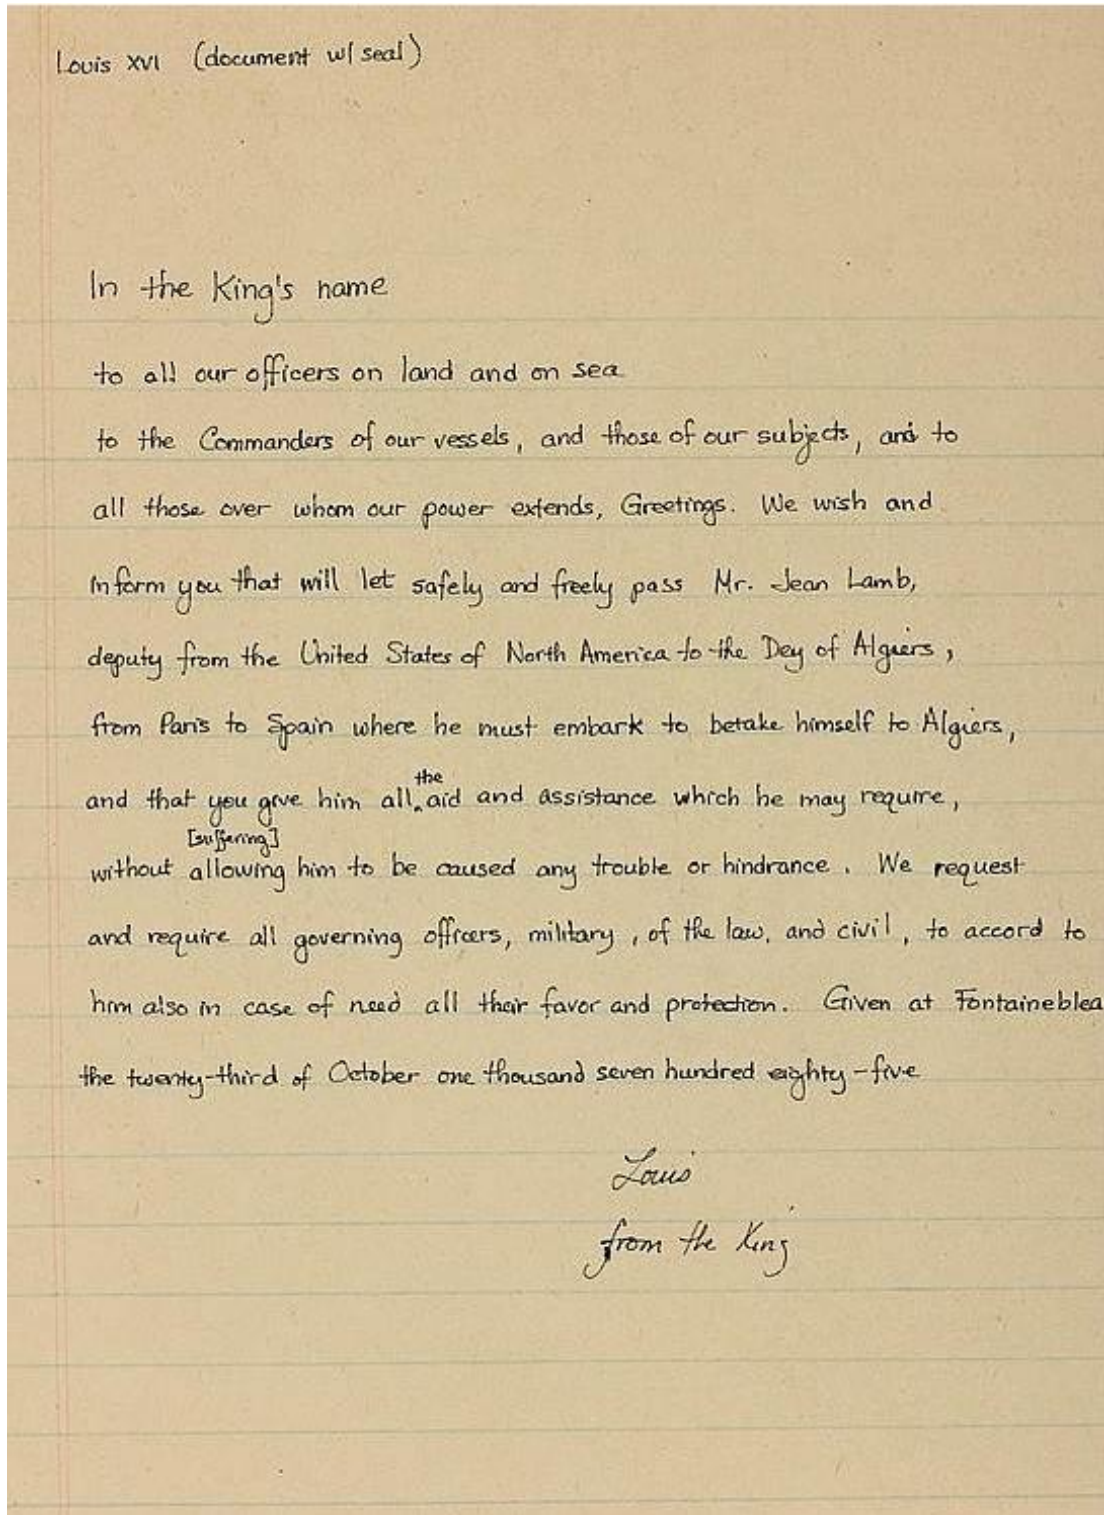 Louis XVI (document w/ seal)
In the King's name
to all our officers on land and on sea
to the Commanders of our vessels, and those of our subjects, and to
all those over whom our power extends, Greetings. We wish and
inform you that will let safely and freely pass Mr. Jean Lamb,
deputy from the United States of North America to the Dey of Algiers,
from Paris to Spain where he must embark to betake himself to Algiers,
the
and that you give him all aid and assistance which he may require,
[suffering]
without allowing him to be caused any trouble or hindrance. We request
and require all governing officers, military, of the law, and civil, to accord to
him also in case of need all their favor and protection. Given at Fontaineblea
the twenty-third of October one thousand seven hundred eighty-five
Louis
from the King